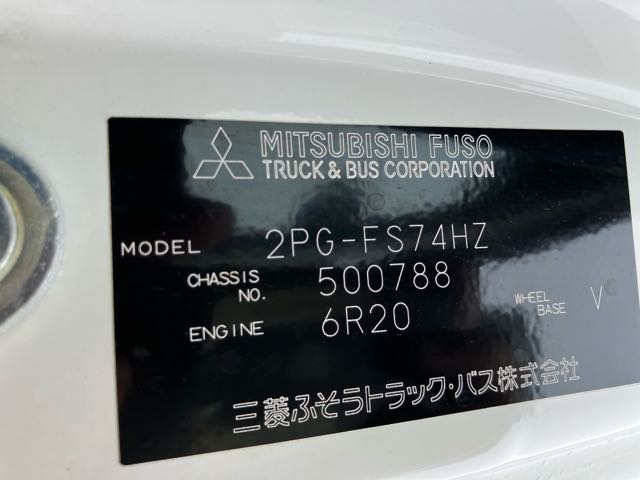 MITSUBISHI FUSO
TRUCK & BUS CORPORATION
MODEL 2PG-FS74HZ
CHASSIS NO. 500788
ENGINE 6R20
WHEEL BASE V
三菱ふそうトラック・バス株式会社